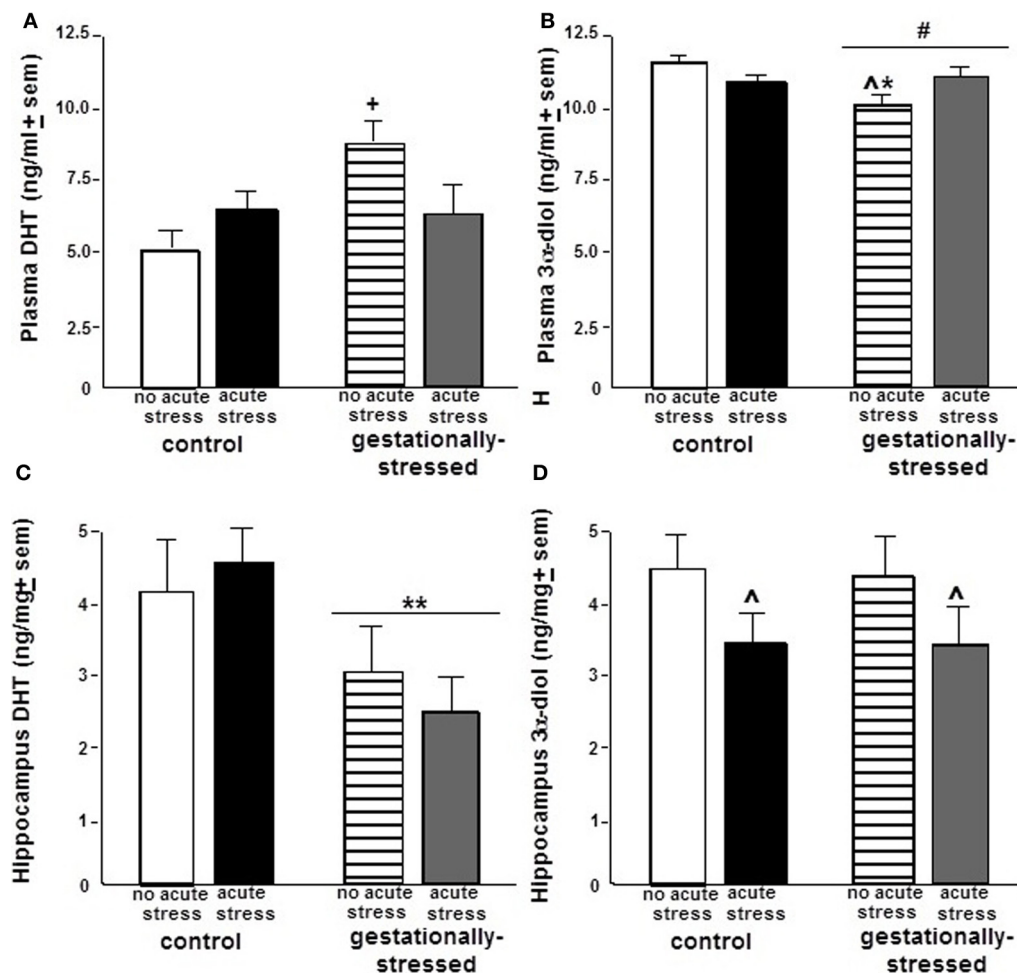 A
Plasma DHT (ng/ml± sem)
12.5
10.0
7.5
5.0
2.5
0
+
no acute stress
acute stress
no acute stress
acute stress
control
gestationally-
stressed
B
Plasma 3α-diol (ng/ml± sem)
H
12.5
10.0
7.5
5.0
2.5
0
#
^*
no acute stress
acute stress
no acute stress
acute stress
control
gestationally-
stressed
C
Hippocampus DHT (ng/mg± sem)
5
4
3
2
1
0
**
no acute stress
acute stress
no acute stress
acute stress
control
gestationally-
stressed
D
Hippocampus 3α-diol (ng/mg± sem)
5
4
3
2
1
0
^
^
no acute stress
acute stress
no acute stress
acute stress
control
gestationally-
stressed